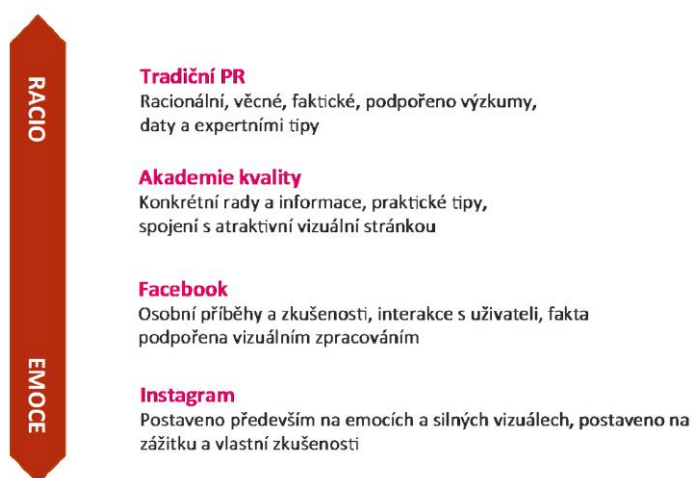 RACIO
Tradiční PR
Racionální, věcné, faktické, podpořeno výzkumy,
daty a expertními tipy
Akademie kvality
Konkrétní rady a informace, praktické tipy,
spojení s atraktivní vizuální stránkou
Facebook
Osobní příběhy a zkušenosti, interakce s uživateli, fakta
podpořena vizuálním zpracováním
EMOCE
Instagram
Postaveno především na emocích a silných vizuálech, postaveno na
zážitku a vlastní zkušenosti